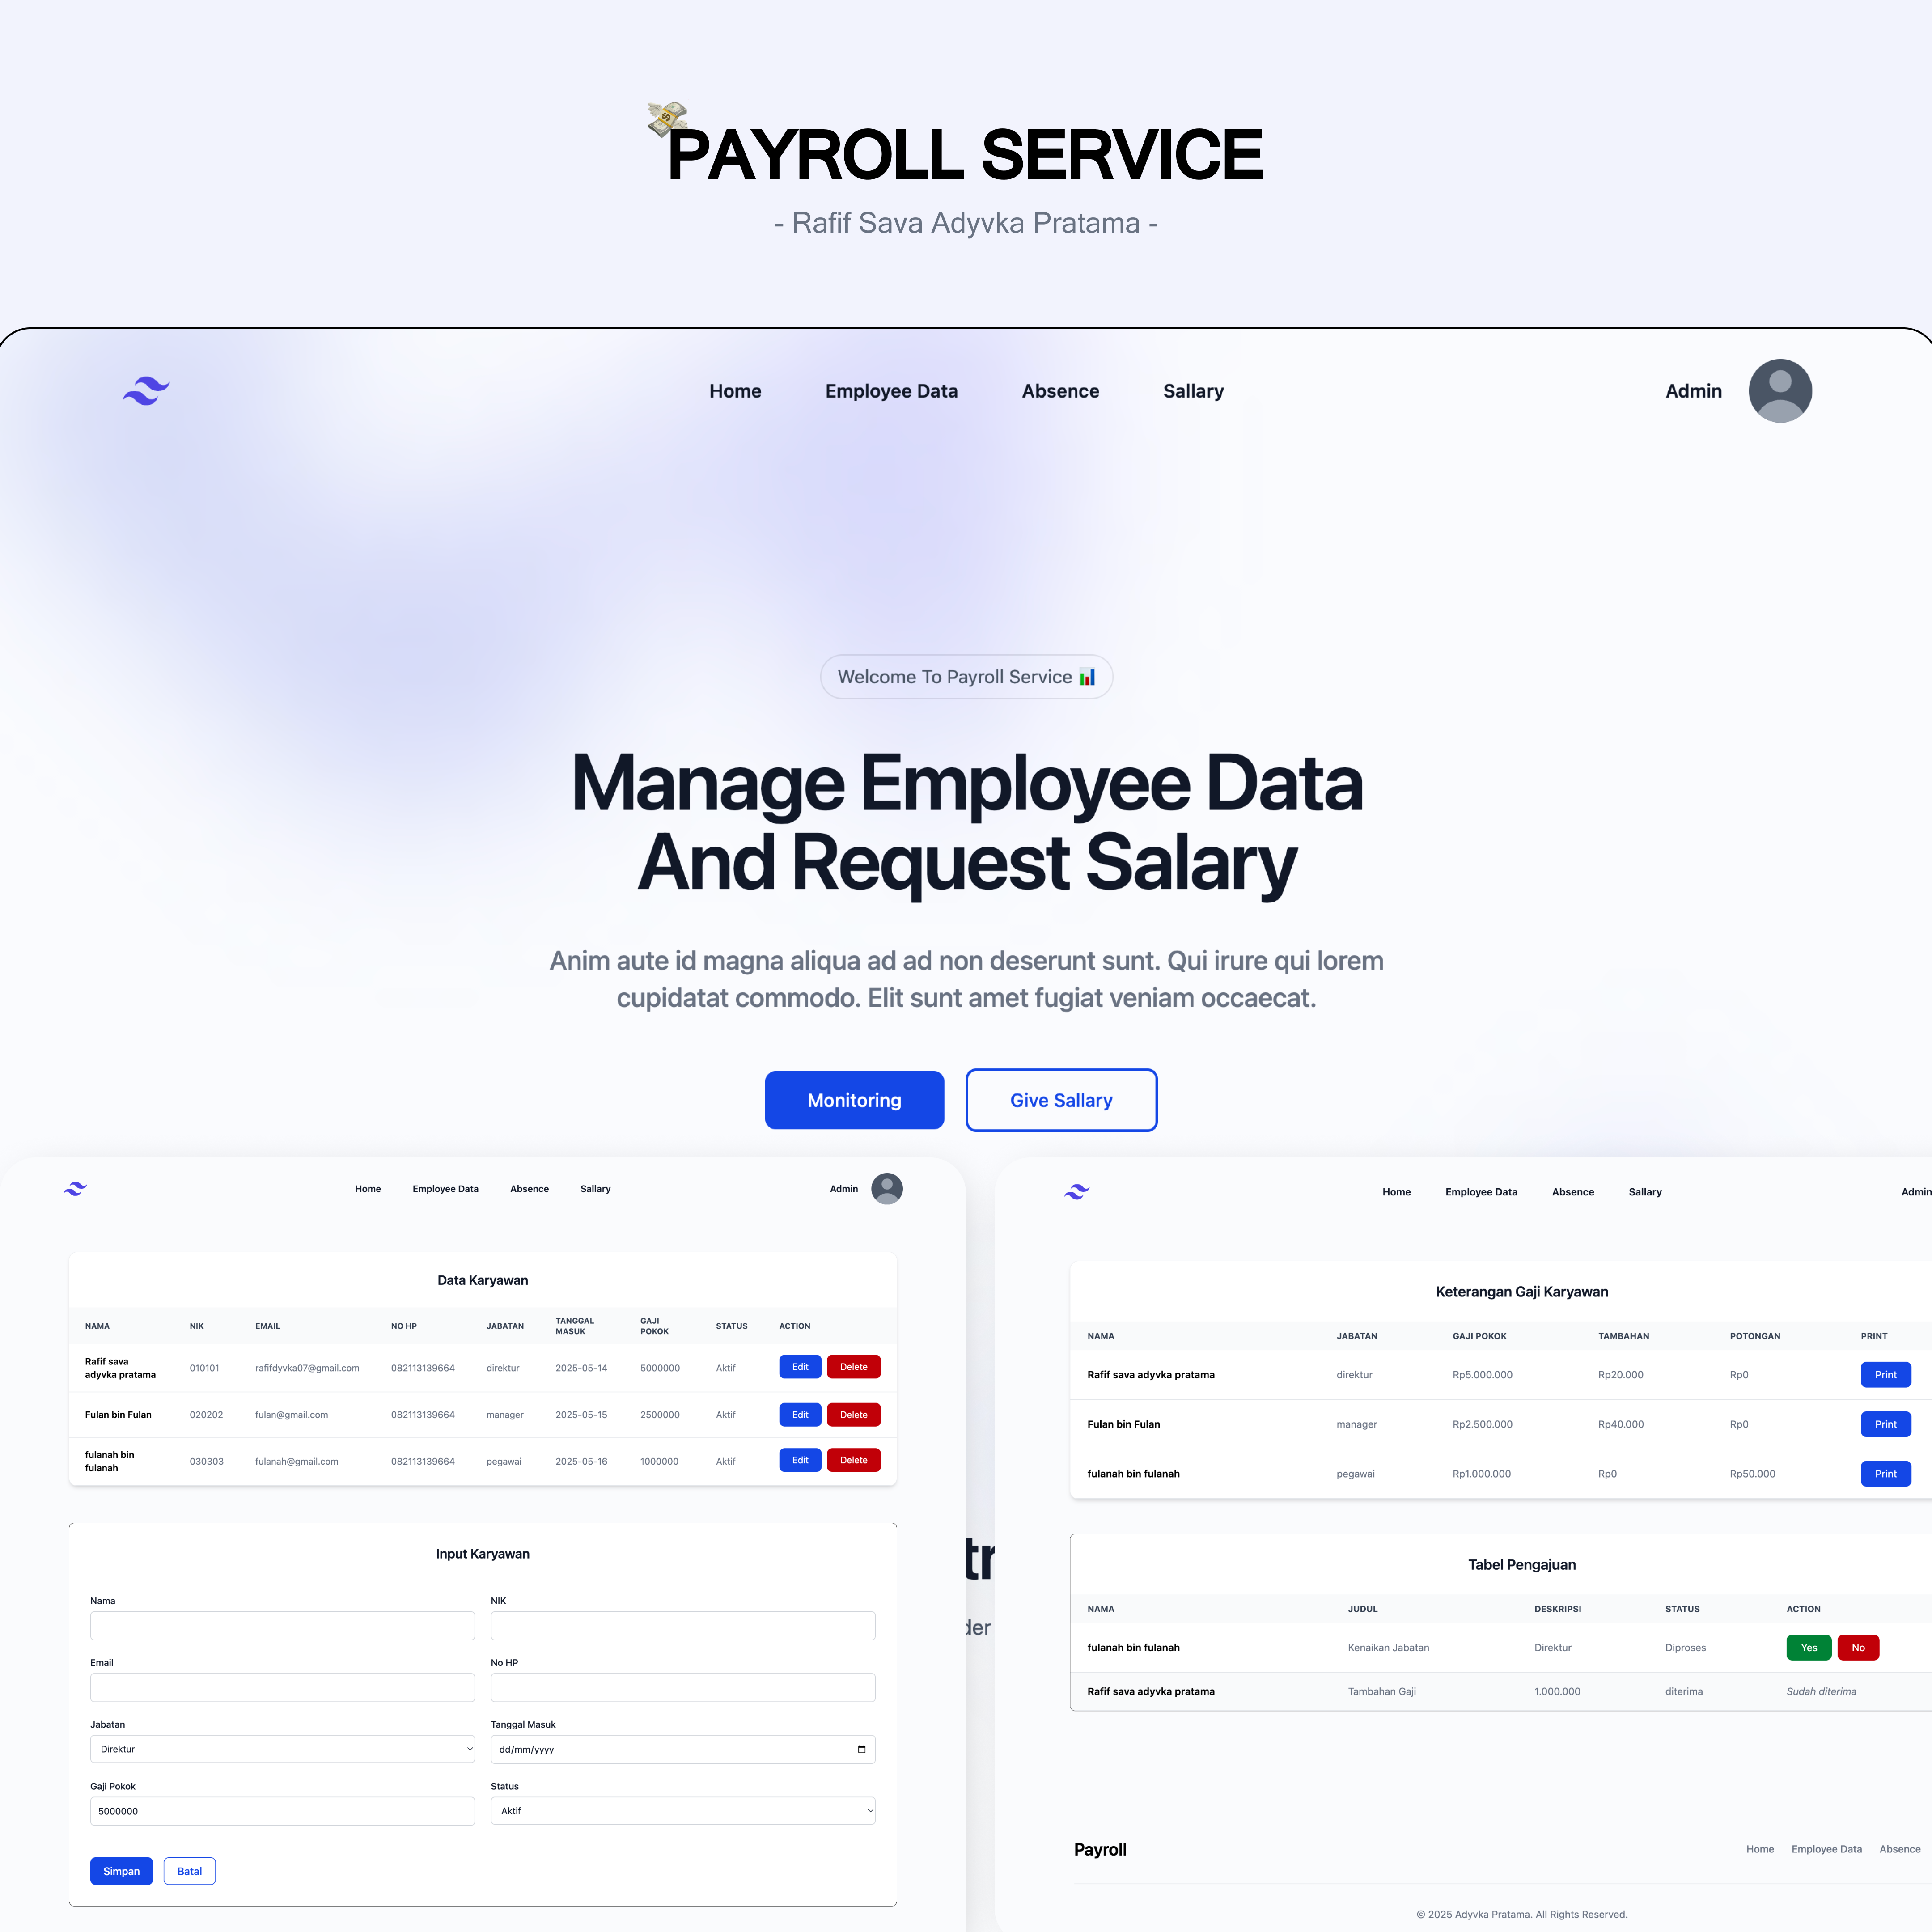 PAYROLL SERVICE
- Rafif Sava Adyvka Pratama -
Home Employee Data Absence Sallary Admin
Welcome To Payroll Service
Manage Employee Data
And Request Salary
Anim aute id magna aliqua ad ad non deserunt sunt. Qui irure qui lorem
cupidatat commodo. Elit sunt amet fugiat veniam occaecat.
Monitoring Give Sallary
Home Employee Data Absence Sallary Admin
Data Karyawan
NAMA NIK EMAIL NO HP JABATAN TANGGAL MASUK GAJI POKOK STATUS ACTION
Rafif sava adyvka pratama 010101 rafifdyvka07@gmail.com 082113139664 direktur 2025-05-14 5000000 Aktif Edit Delete
Fulan bin Fulan 020202 fulan@gmail.com 082113139664 manager 2025-05-15 2500000 Aktif Edit Delete
fulanah bin fulanah 030303 fulanah@gmail.com 082113139664 pegawai 2025-05-16 1000000 Aktif Edit Delete
Input Karyawan
Nama NIK
Email No HP
Jabatan Tanggal Masuk
Direktur dd/mm/yyyy
Gaji Pokok Status
5000000 Aktif
Simpan Batal
tr
der
Home Employee Data Absence Sallary Admin
Keterangan Gaji Karyawan
NAMA JABATAN GAJI POKOK TAMBAHAN POTONGAN PRINT
Rafif sava adyvka pratama direktur Rp5.000.000 Rp20.000 Rp0 Print
Fulan bin Fulan manager Rp2.500.000 Rp40.000 Rp0 Print
fulanah bin fulanah pegawai Rp1.000.000 Rp0 Rp50.000 Print
Tabel Pengajuan
NAMA JUDUL DESKRIPSI STATUS ACTION
fulanah bin fulanah Kenaikan Jabatan Direktur Diproses Yes No
Rafif sava adyvka pratama Tambahan Gaji 1.000.000 diterima Sudah diterima
Payroll Home Employee Data Absence
© 2025 Adyvka Pratama. All Rights Reserved.